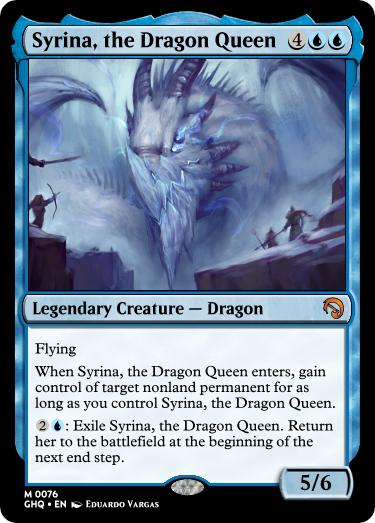 Syrina, the Dragon Queen 4
Legendary Creature — Dragon
Flying
When Syrina, the Dragon Queen enters, gain
control of target nonland permanent for as
long as you control Syrina, the Dragon Queen.
2 : Exile Syrina, the Dragon Queen. Return
her to the battlefield at the beginning of the
next end step.
5/6
M 0076
GHQ • EN Eduardo Vargas